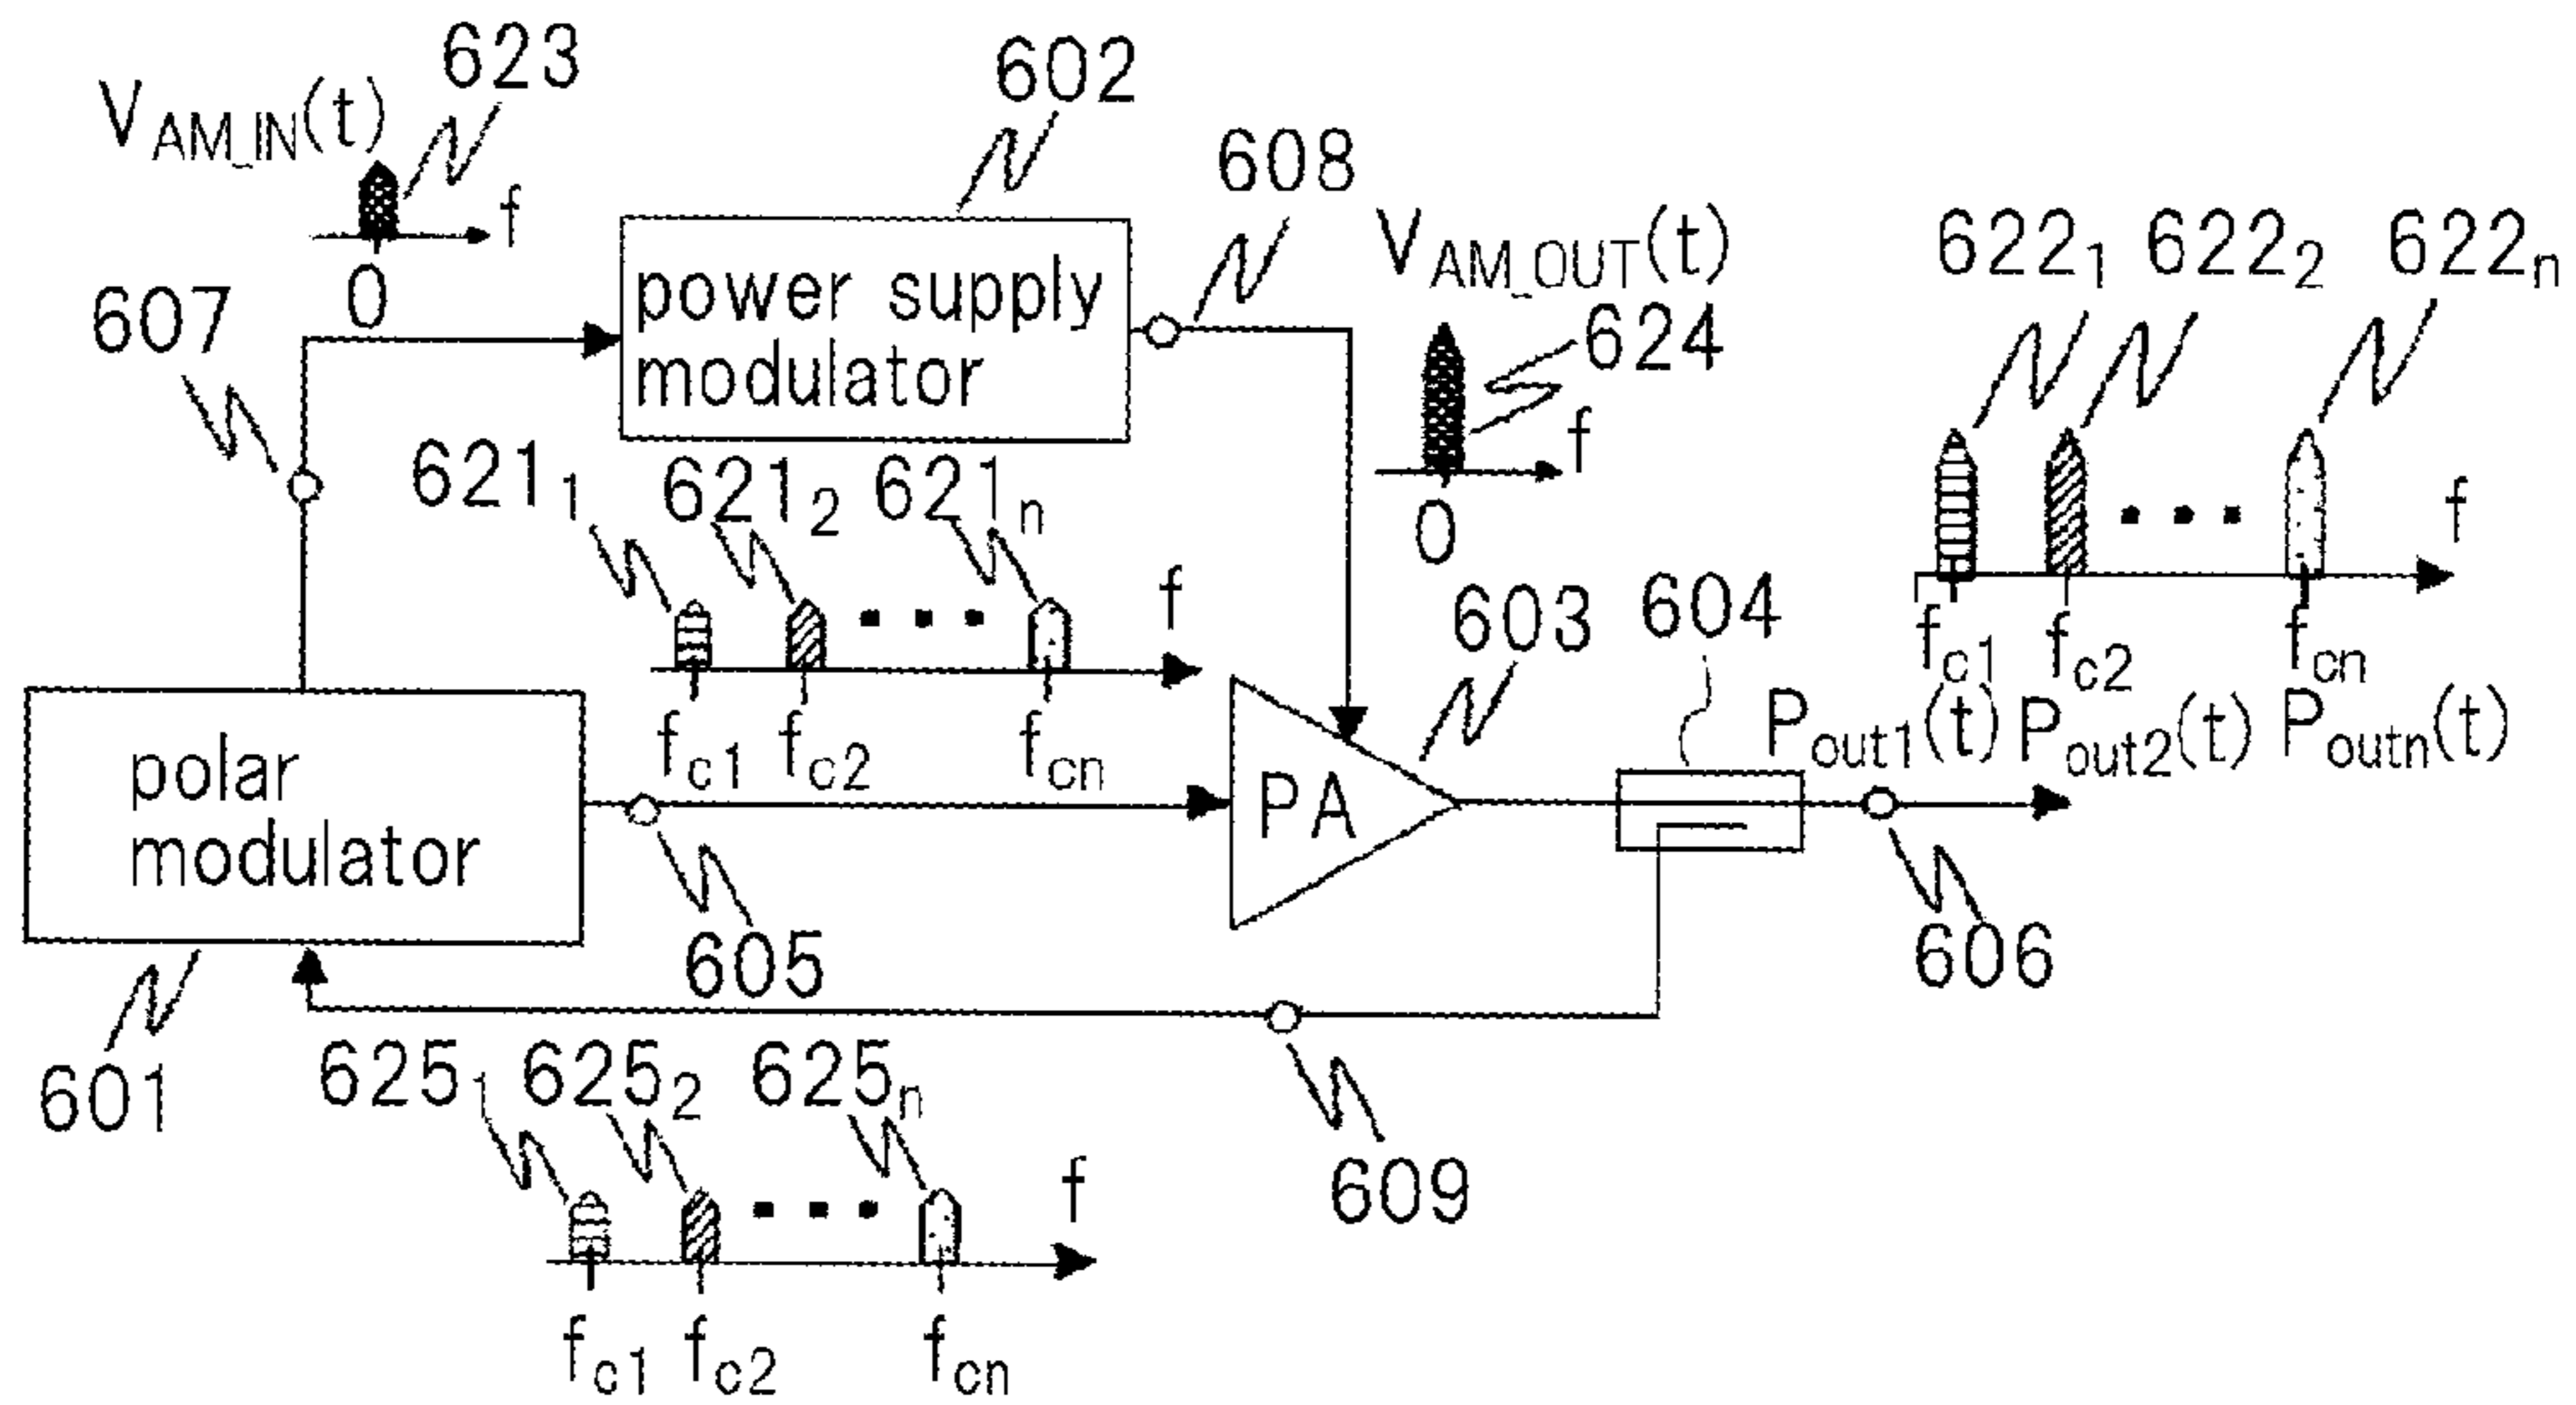 623
602
V_AM_IN(t)
608
f
V_AM_OUT(t)
622_1 622_2 622_n
0
607
power supply
modulator
624
f
621_1 621_2 621_n
0
f
f
603
604
f_c1 f_c2 f_cn
polar
modulator
f_c1 f_c2 f_cn
P_out1(t) P_out2(t) P_outn(t)
PA
605
606
601
625_1 625_2 625_n
609
f
f_c1 f_c2 f_cn